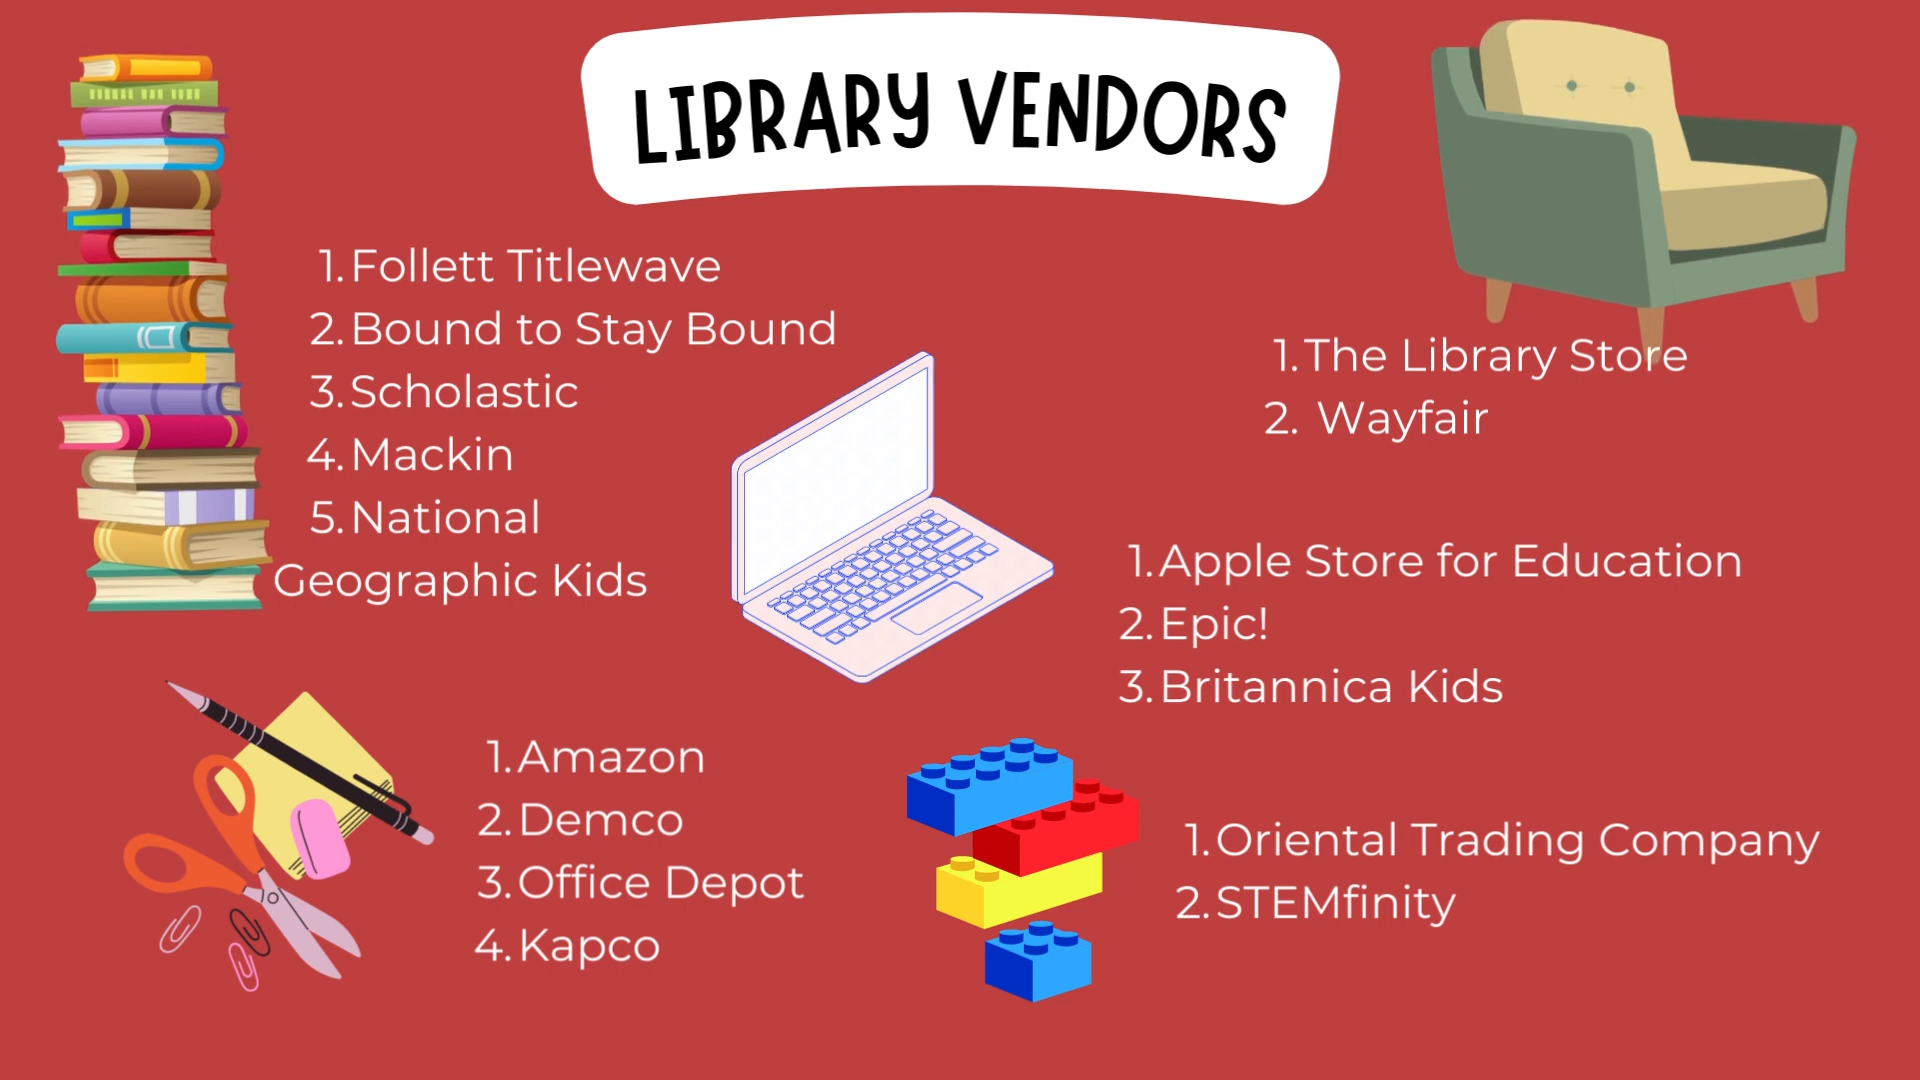 LIBRARY VENDORS
1. Follett Titlewave
2. Bound to Stay Bound
3. Scholastic
4. Mackin
5. National
Geographic Kids
1. The Library Store
2. Wayfair
1. Apple Store for Education
2. Epic!
3. Britannica Kids
1. Amazon
2. Demco
3. Office Depot
4. Kapco
1. Oriental Trading Company
2. STEMfinity